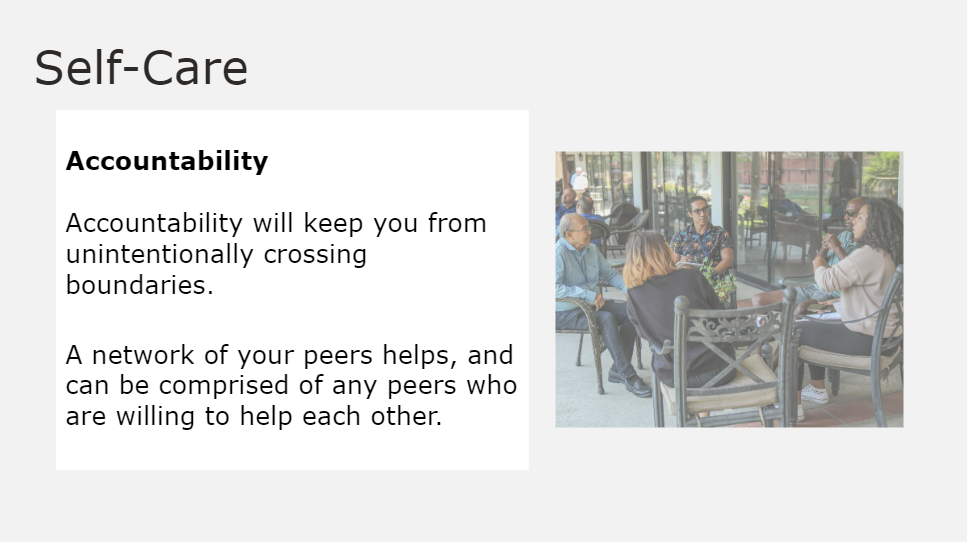 Self-Care
Accountability
Accountability will keep you from
unintentionally crossing
boundaries.
A network of your peers helps, and
can be comprised of any peers who
are willing to help each other.